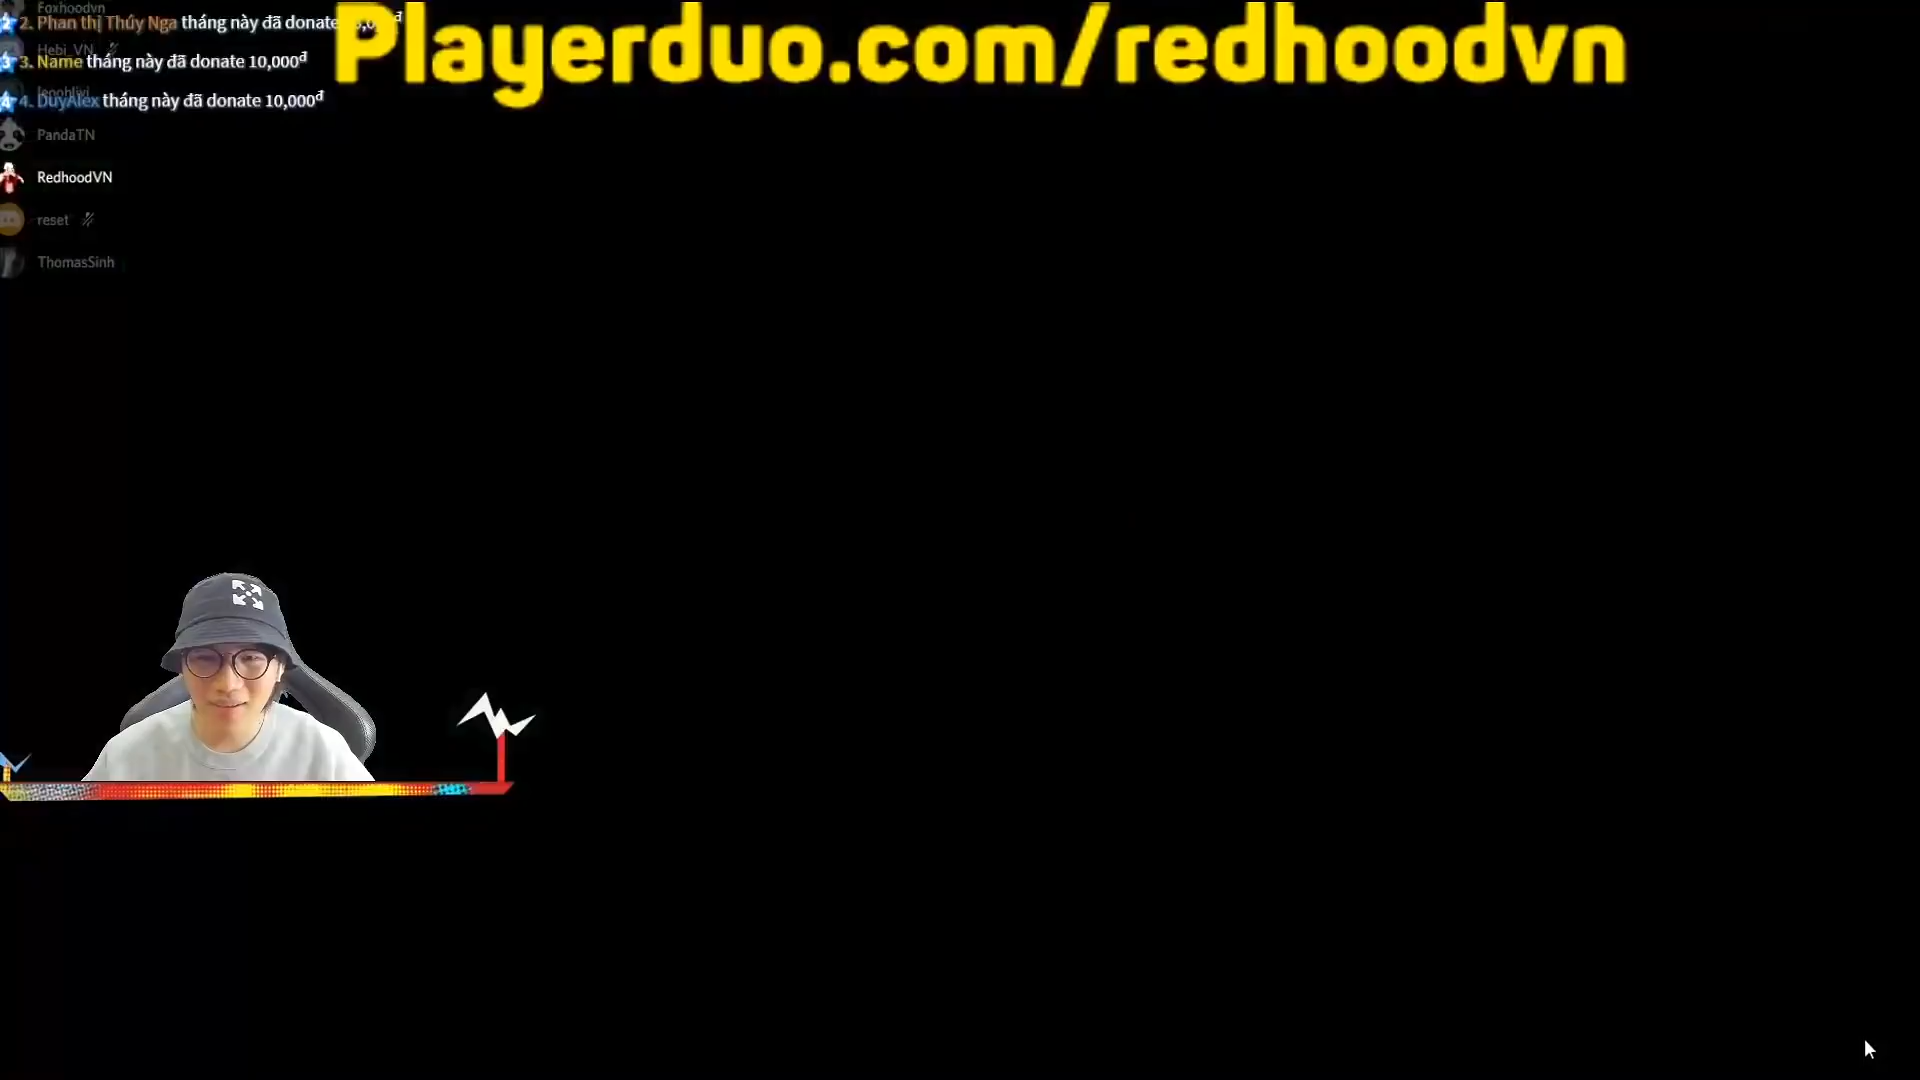 Playerduo.com/redhoodvn
Foxhoodvn
2. Phan thị Thúy Nga tháng này đã donate
Hebi_VN
3. Name tháng này đã donate 10,000đ
4. DuyAlex tháng này đã donate 10,000đ
PandaTN
RedhoodVN
reset
ThomasSinh